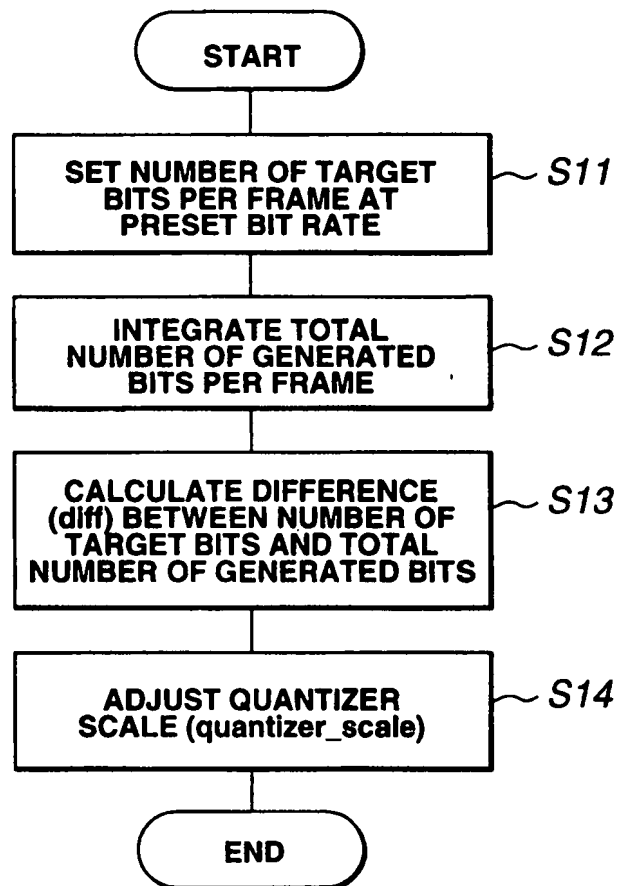 START
SET NUMBER OF TARGET
BITS PER FRAME AT
PRESET BIT RATE
S11
INTEGRATE TOTAL
NUMBER OF GENERATED
BITS PER FRAME
S12
CALCULATE DIFFERENCE
(diff) BETWEEN NUMBER OF
TARGET BITS AND TOTAL
NUMBER OF GENERATED BITS
S13
ADJUST QUANTIZER
SCALE (quantizer_scale)
S14
END